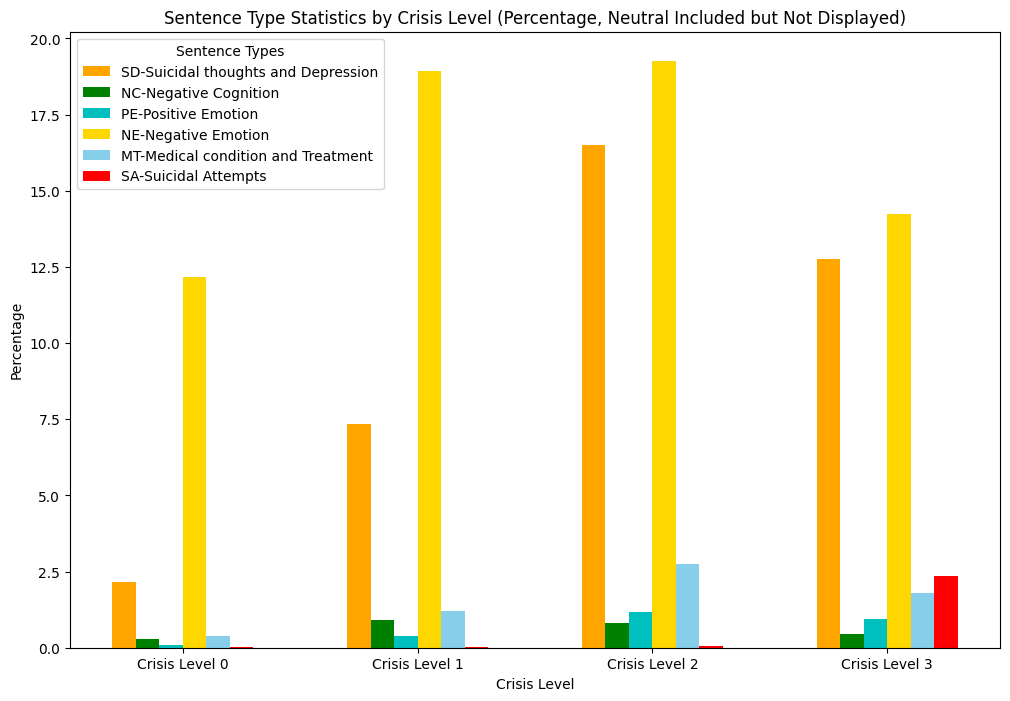 Sentence Type Statistics by Crisis Level (Percentage, Neutral Included but Not Displayed)
Sentence Types
SD-Suicidal thoughts and Depression
NC-Negative Cognition
PE-Positive Emotion
NE-Negative Emotion
MT-Medical condition and Treatment
SA-Suicidal Attempts
Percentage
20.0
17.5
15.0
12.5
10.0
7.5
5.0
2.5
0.0
Crisis Level 0
Crisis Level 1
Crisis Level 2
Crisis Level 3
Crisis Level